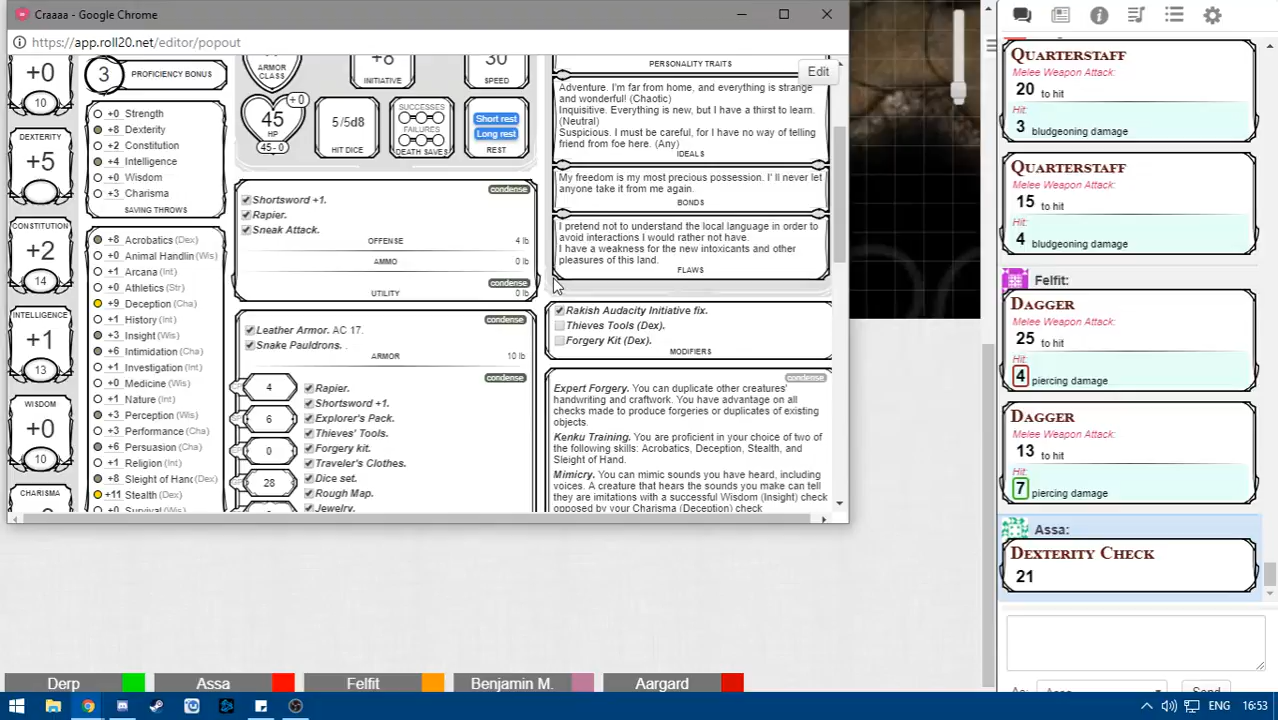 Craaaa - Google Chrome
https://app.roll20.net/editor/popout
Edit
+0
10
3
PROFICIENCY BONUS
ARMOR
CLASS
INITIATIVE
30
SPEED
DEXTERITY
+5
+0 Strength
+8 Dexterity
+2 Constitution
+4 Intelligence
+0 Wisdom
+3 Charisma
SAVING THROWS
+ 0
45
HP
45 - 0
5/5d8
HIT DICE
SUCCESSES
FAILURES
DEATH SAVES
Short rest
Long rest
REST
CONSTITUTION
+2
14
INTELLIGENCE
+1
13
WISDOM
+0
10
CHARISMA
+8 Acrobatics (Dex)
+0 Animal Handlin (Wis)
+1 Arcana (Int)
+0 Athletics (Str)
+9 Deception (Cha)
+1 History (Int)
+3 Insight (Wis)
+6 Intimidation (Cha)
+1 Investigation (Int)
+0 Medicine (Wis)
+1 Nature (Int)
+3 Perception (Wis)
+3 Performance (Cha)
+6 Persuasion (Cha)
+1 Religion (Int)
+8 Sleight of Hand (Dex)
+11 Stealth (Dex)
+0 Survival (Wis)
condense
Shortsword +1.
Rapier.
Sneak Attack.
OFFENSE
4 lb
AMMO
0 lb
condense
UTILITY
0 lb
condense
Leather Armor. AC 17.
Snake Pauldrons. .
ARMOR
10 lb
condense
4
6
0
28
Rapier.
Shortsword +1.
Explorer's Pack.
Thieves' Tools.
Forgery kit.
Traveler's Clothes.
Dice set.
Rough Map.
Jewelry.
PERSONALITY TRAITS
Adventure. I'm far from home, and everything is strange
and wonderful! (Chaotic)
Inquisitive. Everything is new, but I have a thirst to learn.
(Neutral)
Suspicious. I must be careful, for I have no way of telling
friend from foe here. (Any)
IDEALS
My freedom is my most precious possession. I' ll never let
anyone take it from me again.
BONDS
I pretend not to understand the local language in order to
avoid interactions I would rather not have.
I have a weakness for the new intoxicants and other
pleasures of this land.
FLAWS
Rakish Audacity Initiative fix.
Thieves Tools (Dex).
Forgery Kit (Dex).
MODIFIERS
condense
Expert Forgery. You can duplicate other creatures'
handwriting and craftwork. You have advantage on all
checks made to produce forgeries or duplicates of existing
objects.
Kenku Training. You are proficient in your choice of two of
the following skills: Acrobatics, Deception, Stealth, and
Sleight of Hand.
Mimicry. You can mimic sounds you have heard, including
voices. A creature that hears the sounds you make can tell
they are imitations with a successful Wisdom (Insight) check
opposed by your Charisma (Deception) check
QUARTERSTAFF
Melee Weapon Attack:
20 to hit
Hit:
3 bludgeoning damage
QUARTERSTAFF
Melee Weapon Attack:
15 to hit
Hit:
4 bludgeoning damage
Felfit:
DAGGER
Melee Weapon Attack:
25 to hit
Hit:
4 piercing damage
DAGGER
Melee Weapon Attack:
13 to hit
Hit:
7 piercing damage
Assa:
DEXTERITY CHECK
21
As: Assa
Send
Derp
Assa
Felfit
Benjamin M.
Aargard
ENG
16:53